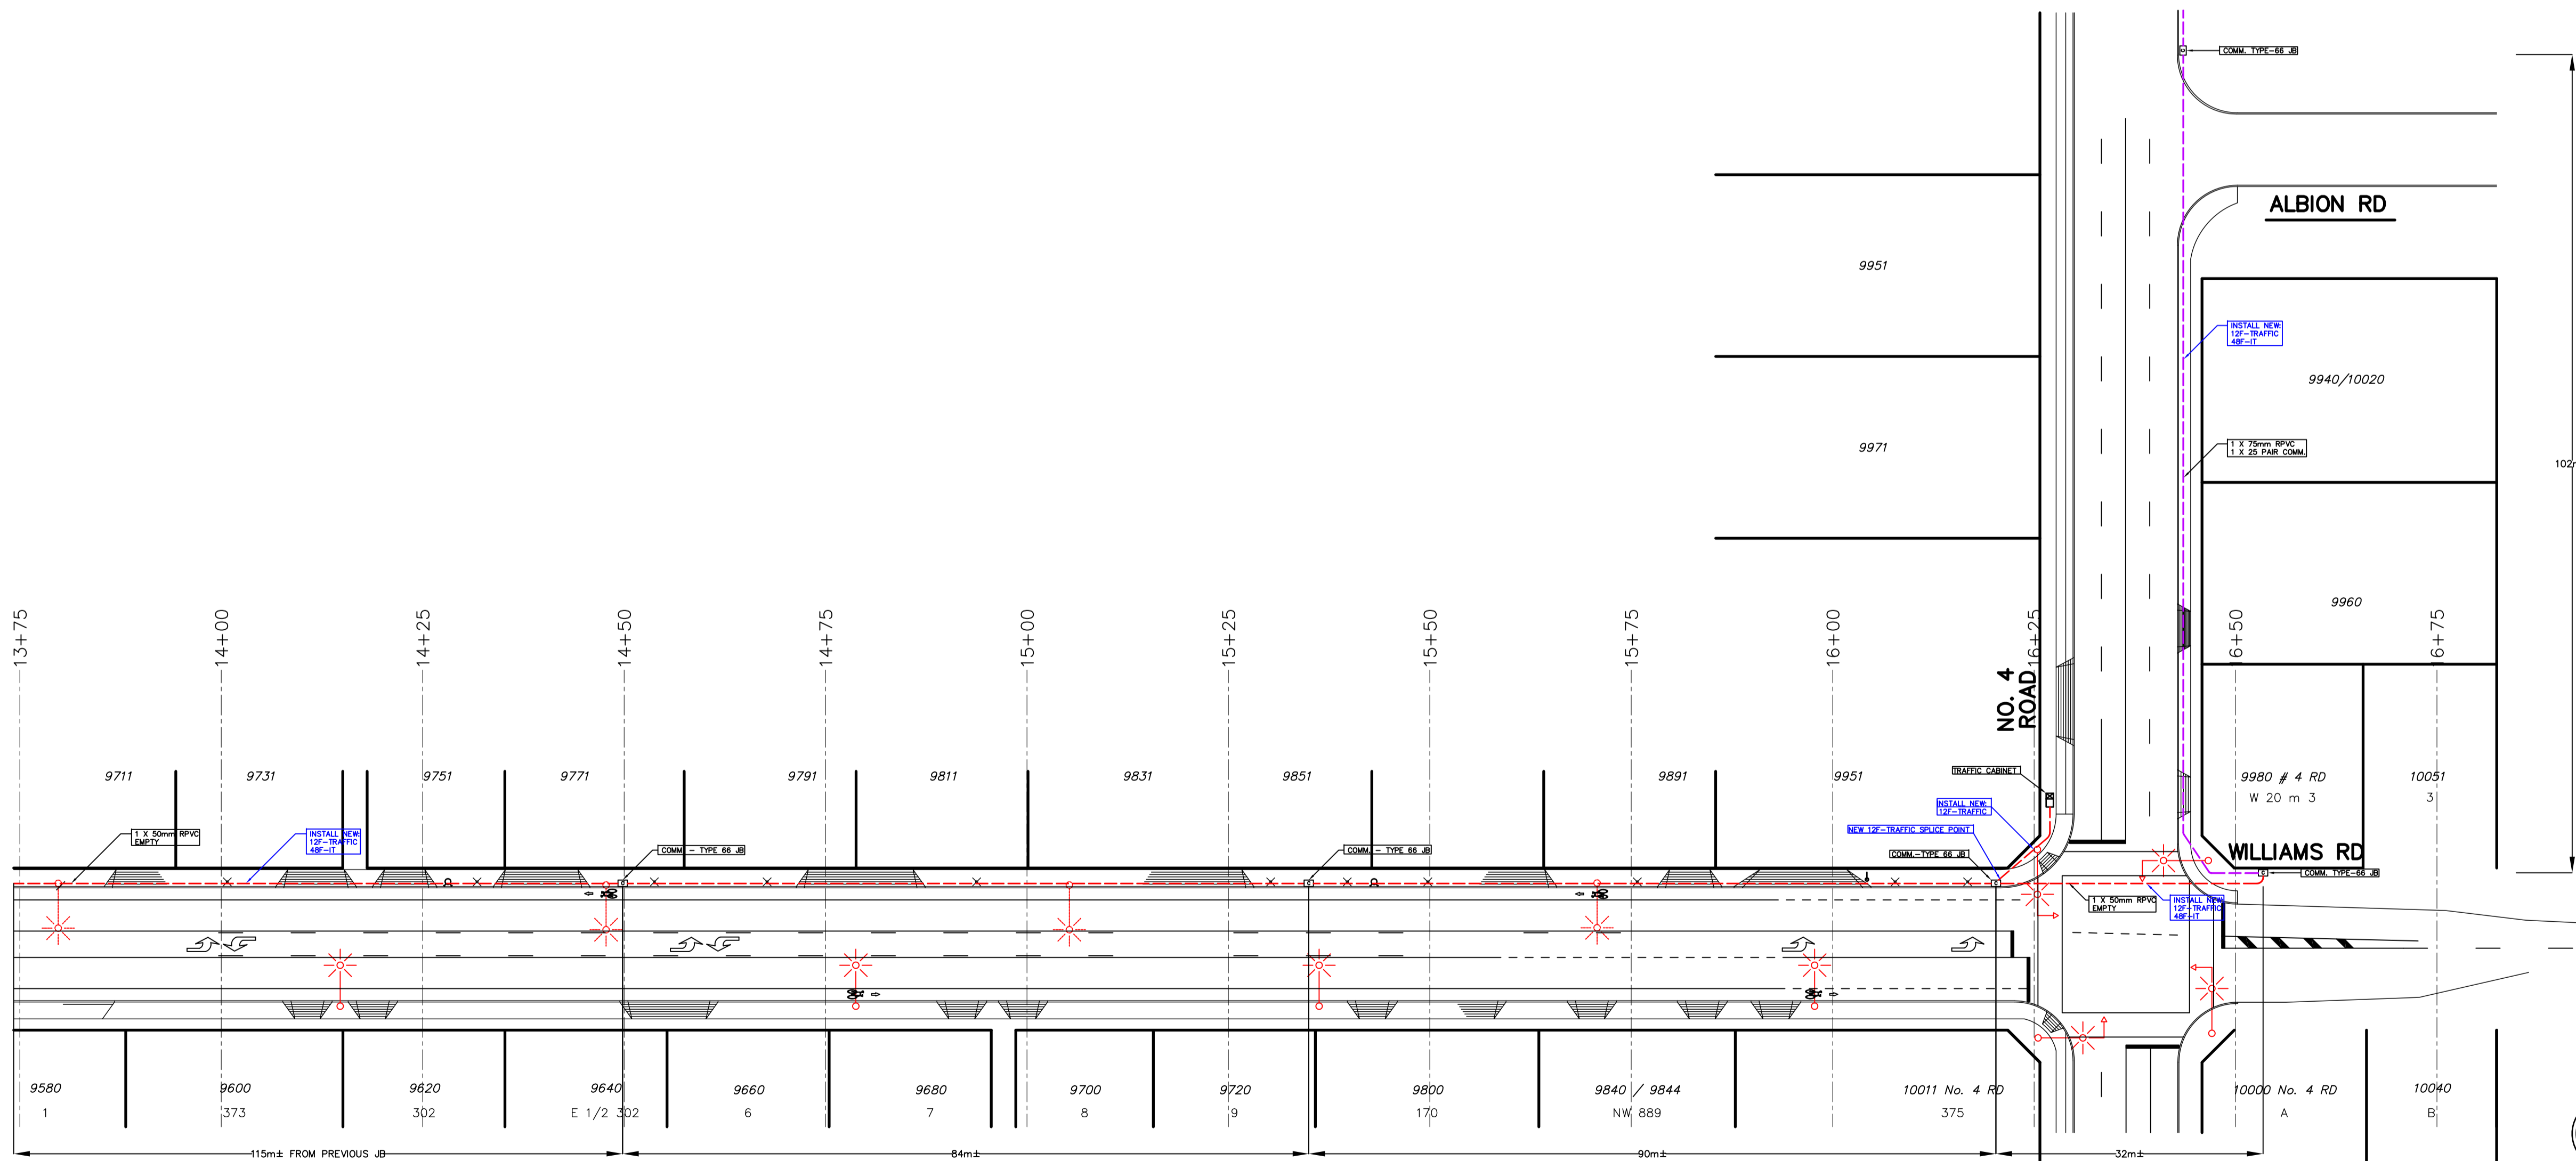 COMM. TYPE-66 JB
ALBION RD
9951
INSTALL NEW:
12F-TRAFFIC
48F-IT
9940/10020
1 X 75mm RPVC
1 X 25 PAIR COMM.
9971
9960
13+75
14+00
14+25
14+50
14+75
15+00
15+25
15+50
15+75
16+00
16+25
16+50
16+75
NO. 4
ROAD
9711
9731
9751
9771
9791
9811
9831
9851
9891
9951
TRAFFIC CABINET
9980 # 4 RD
W 20 m 3
10051
3
INSTALL NEW:
12F-TRAFFIC
NEW 12F-TRAFFIC SPLICE POINT
1 X 50mm RPVC
EMPTY
INSTALL NEW:
12F-TRAFFIC
48F-IT
COMM. - TYPE 66 JB
COMM. - TYPE 66 JB
COMM.-TYPE 66 JB
WILLIAMS RD
COMM. TYPE-66 JB
1 X 50mm RPVC
EMPTY
INSTALL NEW:
12F-TRAFFIC
48F-IT
9580
1
9600
373
9620
302
9640
E 1/2 302
9660
6
9680
7
9700
8
9720
9
9800
170
9840 / 9844
NW 889
10011 No. 4 RD
375
10000 No. 4 RD
A
10040
B
115m± FROM PREVIOUS JB
84m±
90m±
32m±